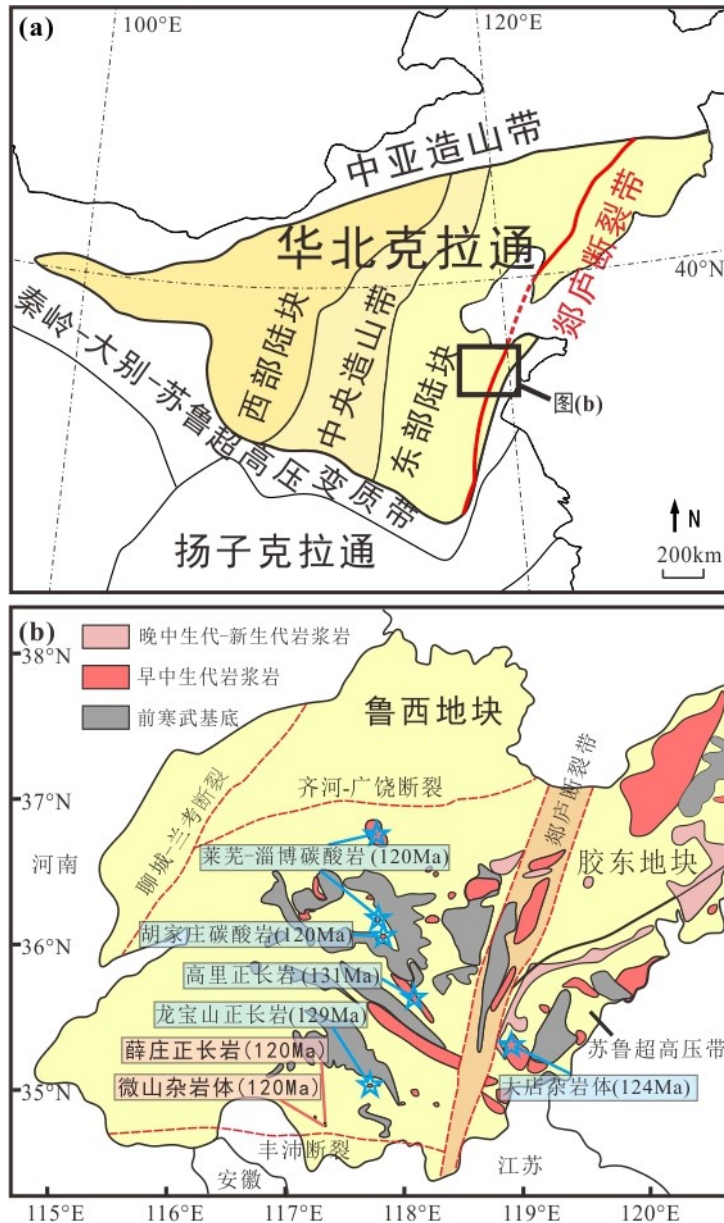 (a)
100°E
120°E
中亚造山带
华北克拉通
郯庐断裂带
40°N
秦岭-大别-苏鲁超高压变质带
西部陆块
中央造山带
东部陆块
图(b)
扬子克拉通
N
200km
(b)
晚中生代-新生代岩浆岩
早中生代岩浆岩
前寒武基底
38°N
鲁西地块
聊城-兰考断裂
齐河-广饶断裂
郯庐断裂带
37°N
河南
莱芜-淄博碳酸岩(120Ma)
胶东地块
36°N
胡家庄碳酸岩(120Ma)
高里正长岩(131Ma)
龙宝山正长岩(129Ma)
薛庄正长岩(120Ma)
苏鲁超高压带
35°N
微山杂岩体(120Ma)
大店杂岩体(124Ma)
丰沛断裂
安徽
江苏
115°E
116°E
117°E
118°E
119°E
120°E